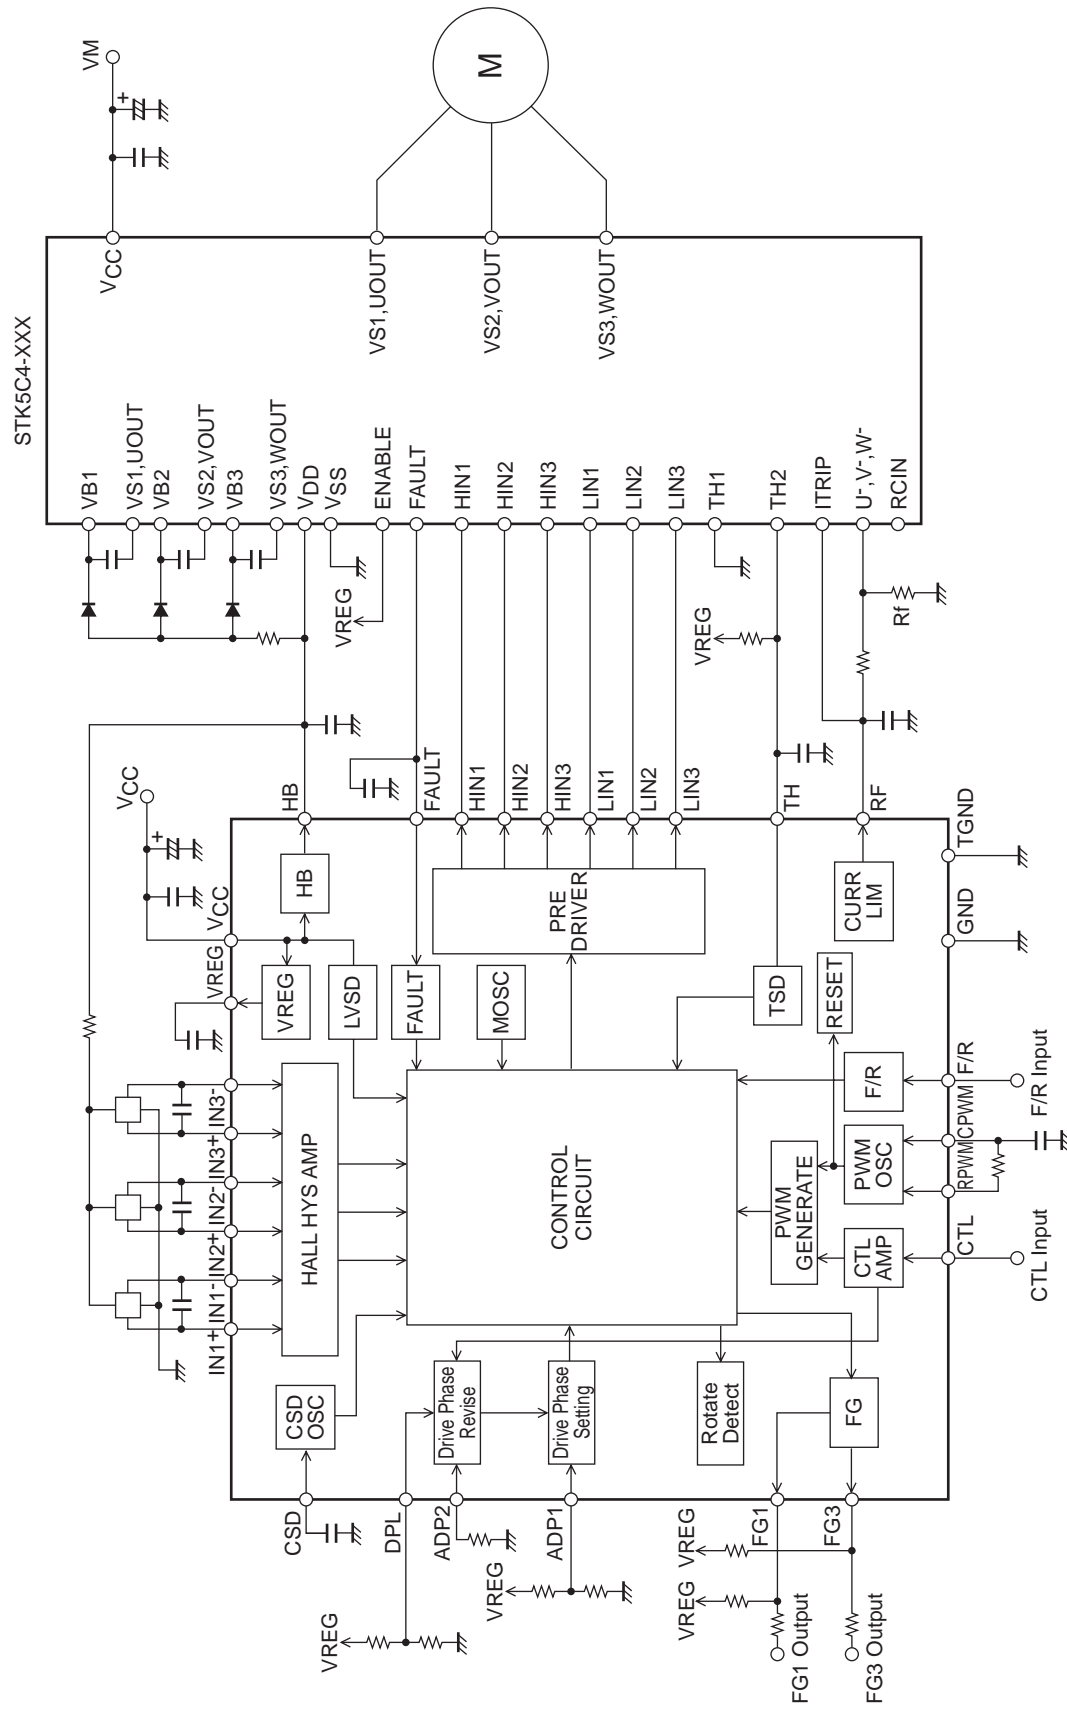 STK5C4-XXX
VM
M
VCC
VS1,UOUT
VS2,VOUT
VS3,WOUT
VB1
VS1,UOUT
VB2
VS2,VOUT
VB3
VS3,WOUT
VDD
VSS
ENABLE
FAULT
HIN1
HIN2
HIN3
LIN1
LIN2
LIN3
TH1
TH2
ITRIP
U-,V-,W-
RCIN
VREG
VREG
Rf
VCC
+
+
HB
FAULT
HIN1
HIN2
HIN3
LIN1
LIN2
LIN3
TH
RF
TGND
GND
VCC
VREG
HB
VREG
LVSD
FAULT
MOSC
PRE
DRIVER
TSD
CURR
LIM
RESET
IN1+
IN1-
IN2+
IN2-
IN3+
IN3-
HALL HYS AMP
CONTROL
CIRCUIT
F/R
PWM
OSC
PWM
GENERATE
CTL
AMP
F/R
F/R Input
CPWM
RPWM
CTL
CTL Input
CSD
OSC
Drive Phase
Revise
Drive Phase
Setting
Rotate
Detect
FG
CSD
DPL
ADP2
ADP1
FG1
FG3
VREG
VREG
VREG
VREG
FG1 Output
FG3 Output